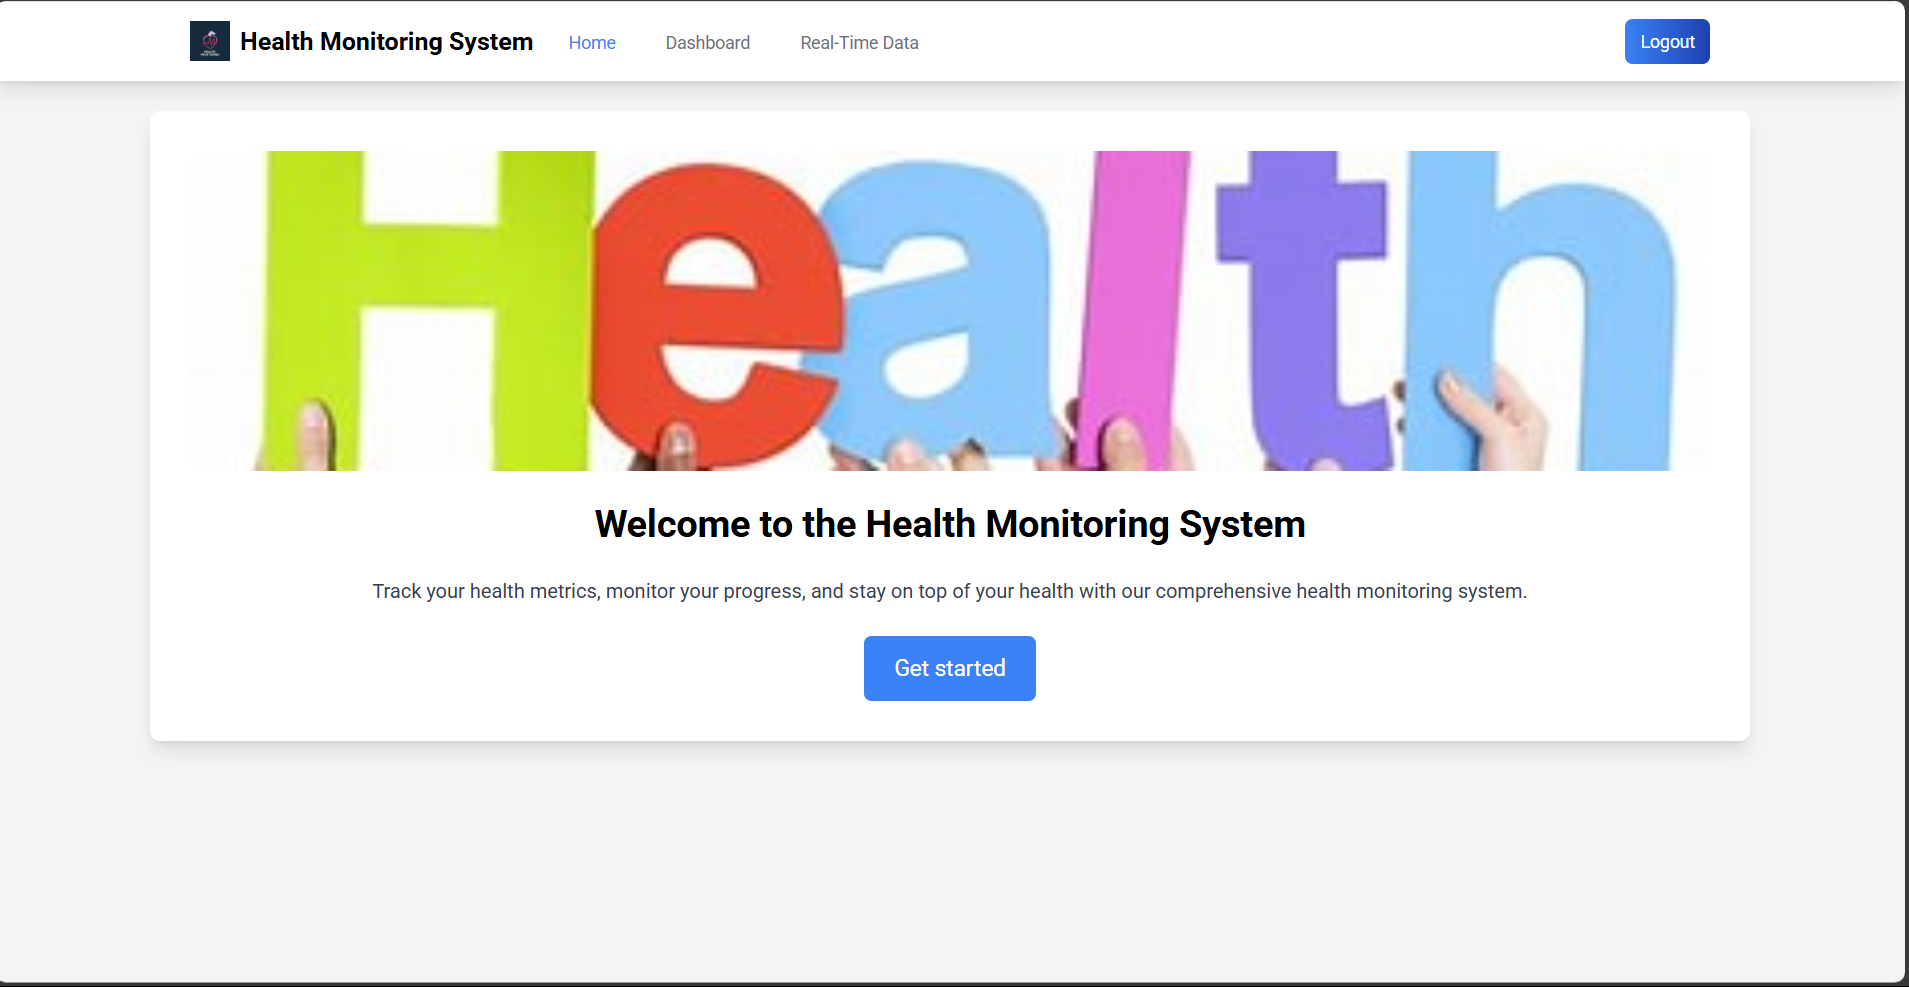 Health Monitoring System
Home
Dashboard
Real-Time Data
Logout
Health
Welcome to the Health Monitoring System
Track your health metrics, monitor your progress, and stay on top of your health with our comprehensive health monitoring system.
Get started